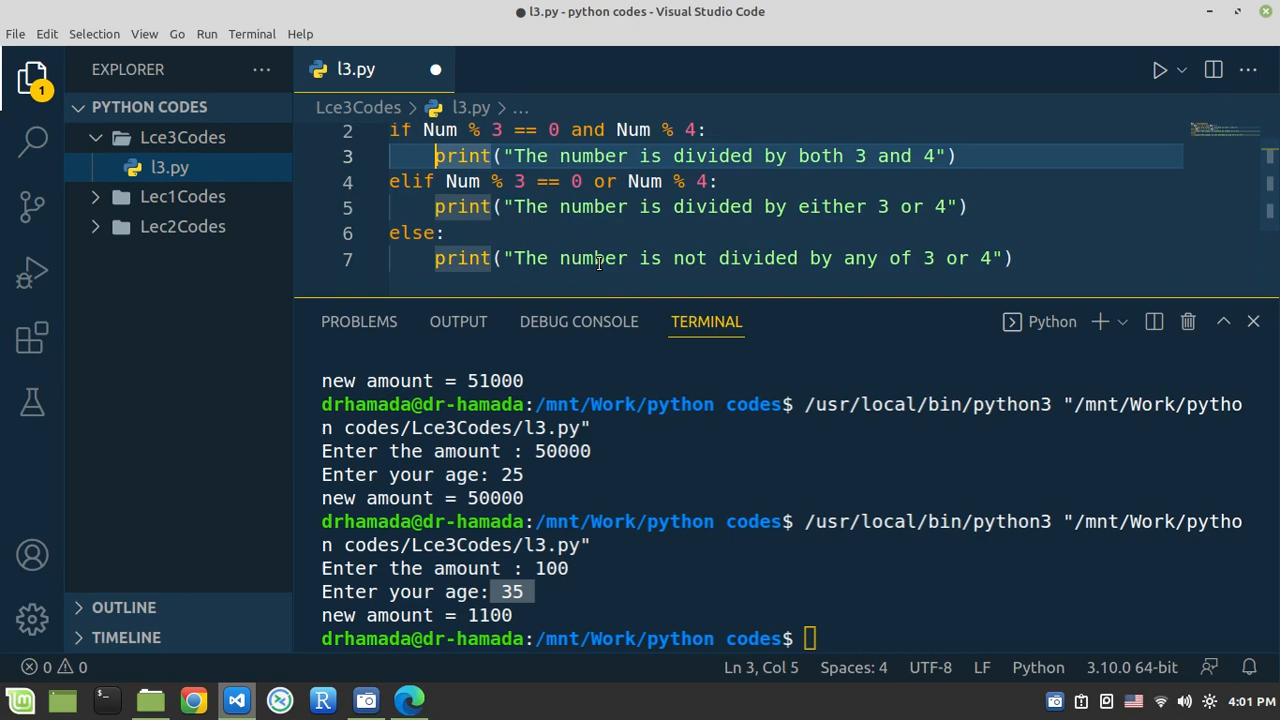 ● l3.py - python codes - Visual Studio Code
File Edit Selection View Go Run Terminal Help
EXPLORER
l3.py
PYTHON CODES
Lce3Codes
l3.py
Lec1Codes
Lec2Codes
OUTLINE
TIMELINE
1
Lce3Codes > l3.py > ...
2 if Num % 3 == 0 and Num % 4:
3 print("The number is divided by both 3 and 4")
4 elif Num % 3 == 0 or Num % 4:
5 print("The number is divided by either 3 or 4")
6 else:
7 print("The number is not divided by any of 3 or 4")
PROBLEMS OUTPUT DEBUG CONSOLE TERMINAL Python
new amount = 51000
drhamada@dr-hamada:/mnt/Work/python codes$ /usr/local/bin/python3 "/mnt/Work/pytho
n codes/Lce3Codes/l3.py"
Enter the amount : 50000
Enter your age: 25
new amount = 50000
drhamada@dr-hamada:/mnt/Work/python codes$ /usr/local/bin/python3 "/mnt/Work/pytho
n codes/Lce3Codes/l3.py"
Enter the amount : 100
Enter your age: 35
new amount = 1100
drhamada@dr-hamada:/mnt/Work/python codes$
0 0 Ln 3, Col 5 Spaces: 4 UTF-8 LF Python 3.10.0 64-bit
R 4:01 PM